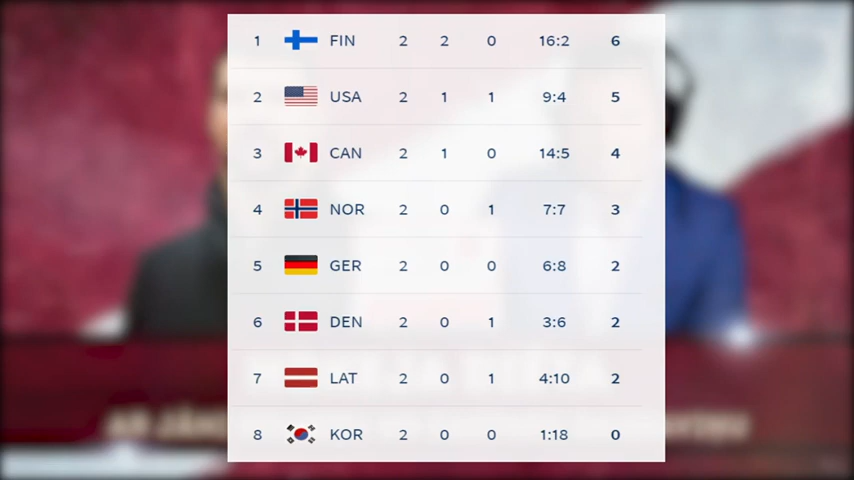 1 FIN 2 2 0 16:2 6
2 USA 2 1 1 9:4 5
3 CAN 2 1 0 14:5 4
4 NOR 2 0 1 7:7 3
5 GER 2 0 0 6:8 2
6 DEN 2 0 1 3:6 2
7 LAT 2 0 1 4:10 2
8 KOR 2 0 0 1:18 0